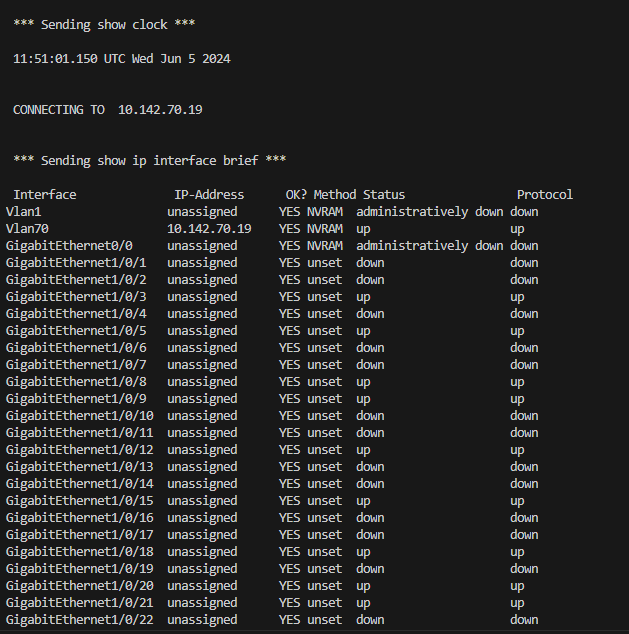 *** Sending show clock ***
11:51:01.150 UTC Wed Jun 5 2024
CONNECTING TO  10.142.70.19
*** Sending show ip interface brief ***
Interface              IP-Address      OK? Method Status                Protocol
Vlan1                  unassigned      YES NVRAM  administratively down down
Vlan70                 10.142.70.19    YES NVRAM  up                    up
GigabitEthernet0/0     unassigned      YES NVRAM  administratively down down
GigabitEthernet1/0/1   unassigned      YES unset  down                  down
GigabitEthernet1/0/2   unassigned      YES unset  down                  down
GigabitEthernet1/0/3   unassigned      YES unset  up                    up
GigabitEthernet1/0/4   unassigned      YES unset  down                  down
GigabitEthernet1/0/5   unassigned      YES unset  up                    up
GigabitEthernet1/0/6   unassigned      YES unset  down                  down
GigabitEthernet1/0/7   unassigned      YES unset  down                  down
GigabitEthernet1/0/8   unassigned      YES unset  up                    up
GigabitEthernet1/0/9   unassigned      YES unset  up                    up
GigabitEthernet1/0/10  unassigned      YES unset  down                  down
GigabitEthernet1/0/11  unassigned      YES unset  down                  down
GigabitEthernet1/0/12  unassigned      YES unset  up                    up
GigabitEthernet1/0/13  unassigned      YES unset  down                  down
GigabitEthernet1/0/14  unassigned      YES unset  down                  down
GigabitEthernet1/0/15  unassigned      YES unset  up                    up
GigabitEthernet1/0/16  unassigned      YES unset  down                  down
GigabitEthernet1/0/17  unassigned      YES unset  down                  down
GigabitEthernet1/0/18  unassigned      YES unset  up                    up
GigabitEthernet1/0/19  unassigned      YES unset  down                  down
GigabitEthernet1/0/20  unassigned      YES unset  up                    up
GigabitEthernet1/0/21  unassigned      YES unset  up                    up
GigabitEthernet1/0/22  unassigned      YES unset  down                  down